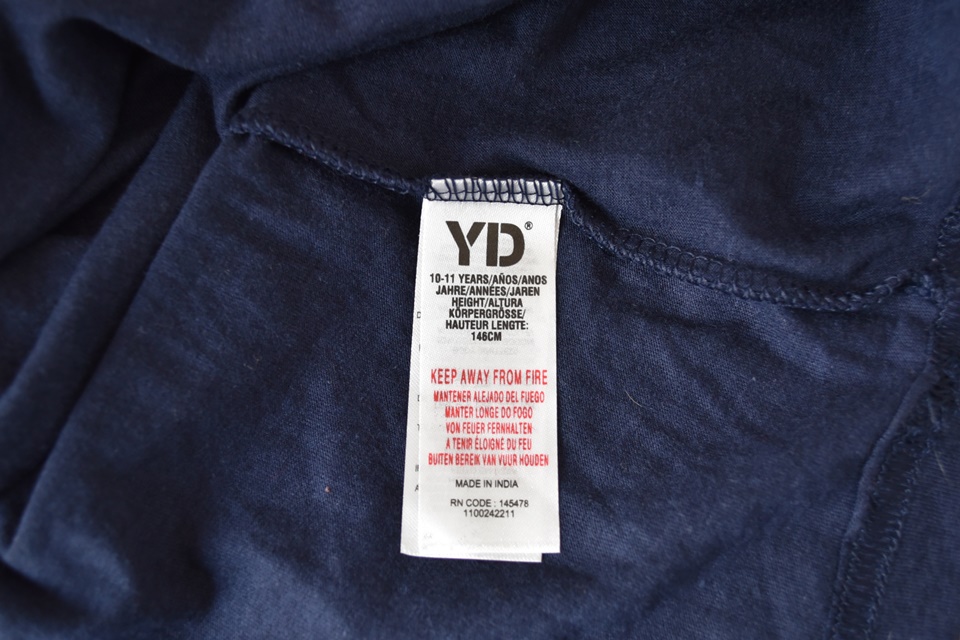 YD®
10-11 YEARS/AÑOS/ANOS
JAHRE/ANNÉES/JAREN
HEIGHT/ALTURA
KÖRPERGRÖSSE/
HAUTEUR LENGTE:
146CM
KEEP AWAY FROM FIRE
MANTENER ALEJADO DEL FUEGO
MANTER LONGE DO FOGO
VON FEUER FERNHALTEN
A TENIR ÉLOIGNÉ DU FEU
BUITEN BEREIK VAN VUUR HOUDEN
MADE IN INDIA
RN CODE : 145478
1100242211